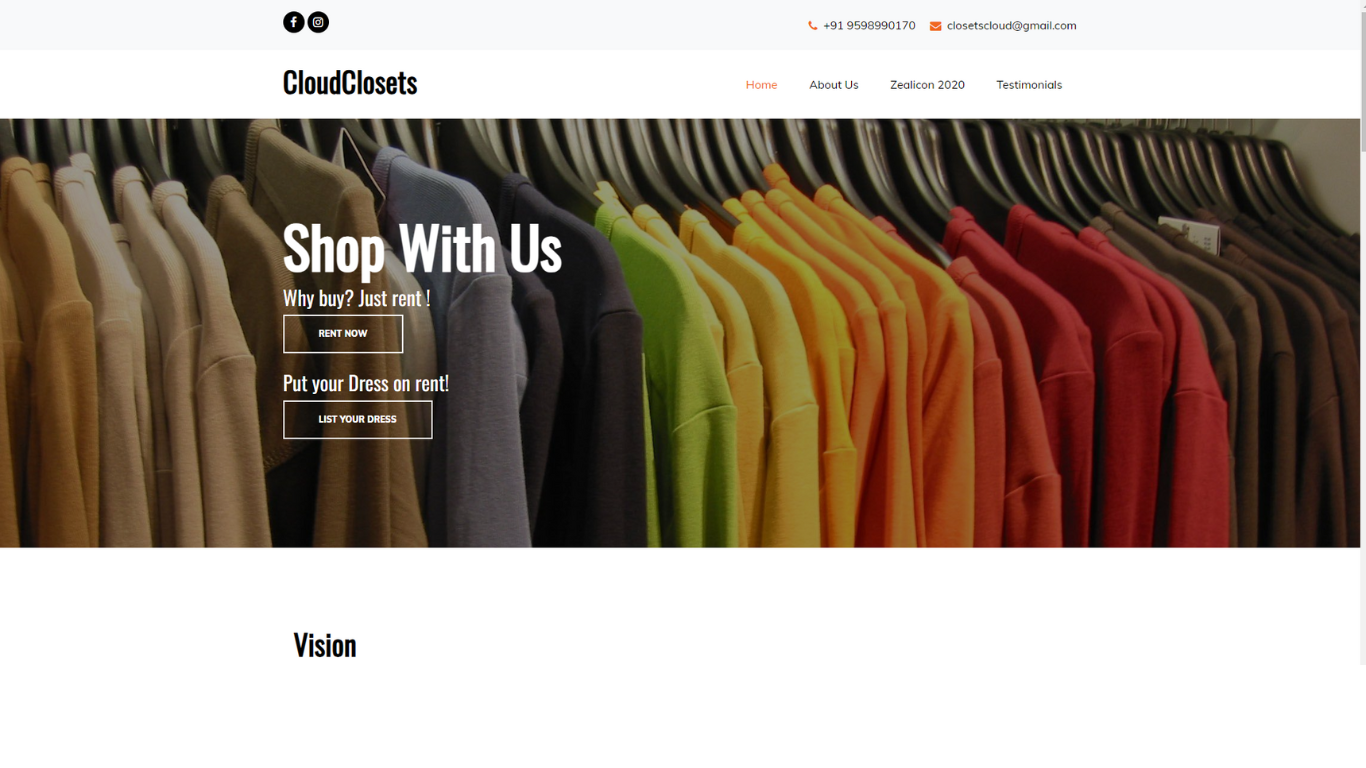 +91 9598990170 closetscloud@gmail.com
CloudClosets
Home About Us Zealicon 2020 Testimonials
Shop With Us
Why buy? Just rent !
RENT NOW
Put your Dress on rent!
LIST YOUR DRESS
Vision